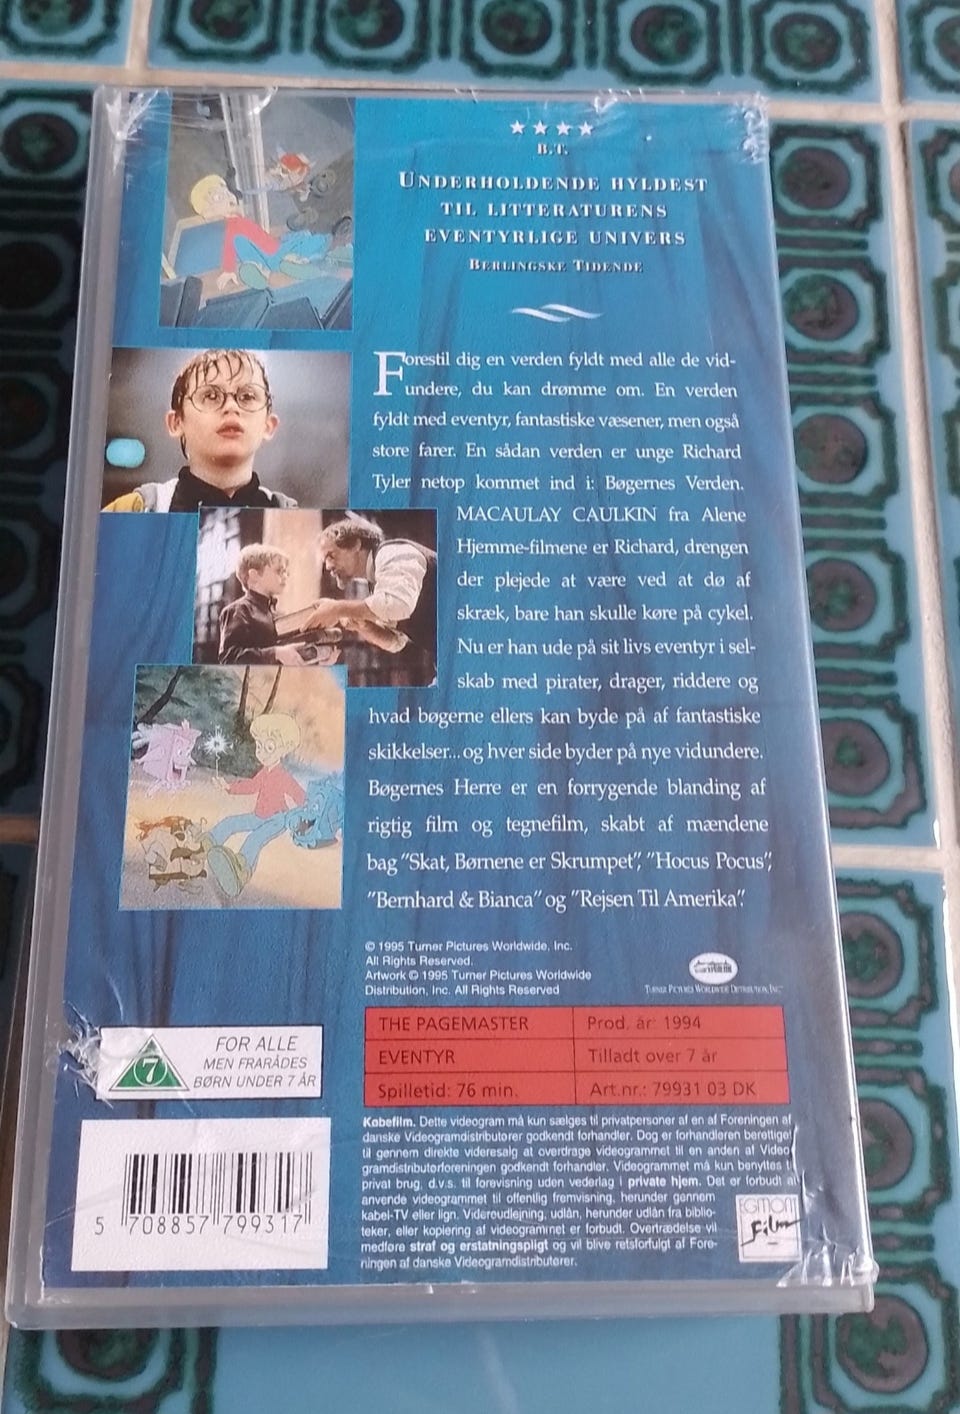 ★★★★
B.T.
UNDERHOLDENDE HYLDEST
TIL LITTERATURENS
EVENTYRLIGE UNIVERS
BERLINGSKE TIDENDE
Forestil dig en verden fyldt med alle de vid-
undere, du kan drømme om. En verden
fyldt med eventyr, fantastiske væsener, men også
store farer. En sådan verden er unge Richard
Tyler netop kommet ind i: Bøgernes Verden.
MACAULAY CAULKIN fra Alene
Hjemme-filmene er Richard, drengen
der plejede at være ved at dø af
skræk, bare han skulle køre på cykel.
Nu er han ude på sit livs eventyr i sel-
skab med pirater, drager, riddere og
hvad bøgerne ellers kan byde på af fantastiske
skikkelser...og hver side byder på nye vidundere.
Bøgernes Herre er en forrygende blanding af
rigtig film og tegnefilm, skabt af mændene
bag "Skat, Børnene er Skrumpet", "Hocus Pocus",
"Bernhard & Bianca" og "Rejsen Til Amerika".
© 1995 Turner Pictures Worldwide, Inc.
All Rights Reserved.
Artwork © 1995 Turner Pictures Worldwide
Distribution, Inc. All Rights Reserved
TURNER PICTURES WORLDWIDE DISTRIBUTION, INC.
THE PAGEMASTER
Prod. år: 1994
EVENTYR
Tilladt over 7 år
Spilletid: 76 min.
Art.nr.: 79931 03 DK
7
FOR ALLE
MEN FRARÅDES
BØRN UNDER 7 ÅR
Købefilm. Dette videogram må kun sælges til privatpersoner af en af Foreningen af
danske Videogramdistributører godkendt forhandler. Dog er forhandleren berettiget
til gennem direkte videresalg at overdrage videogrammet til en anden af Video
gramdistributørforeningen godkendt forhandler. Videogrammet må kun benyttes ti
privat brug, d.v.s. til forevisning uden vederlag i private hjem. Det er forbudt at
anvende videogrammet til offentlig fremvisning, herunder gennem
kabel-TV eller lign. Videreudlejning, udlån, herunder udlån fra biblio-
teker, eller kopiering af videogrammet er forbudt. Overtrædelse vil
medføre straf og erstatningspligt og vil blive retsforfulgt af Fore-
ningen af danske Videogramdistributører.
EGMONT
Film
5 708857 799317